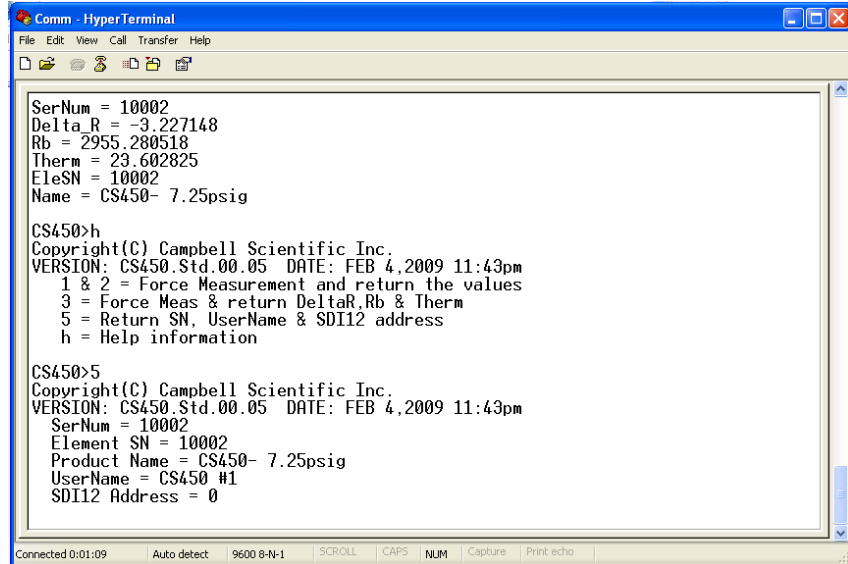 Comm - HyperTerminal
File Edit View Call Transfer Help
SerNum = 10002
Delta_R = -3.227148
Rb = 2955.280518
Therm = 23.602825
EleSN = 10002
Name = CS450- 7.25psig
CS450>h
Copyright(C) Campbell Scientific Inc.
VERSION: CS450.Std.00.05 DATE: FEB 4,2009 11:43pm
1 & 2 = Force Measurement and return the values
3 = Force Meas & return DeltaR,Rb & Therm
5 = Return SN, UserName & SDI12 address
h = Help information
CS450>5
Copyright(C) Campbell Scientific Inc.
VERSION: CS450.Std.00.05 DATE: FEB 4,2009 11:43pm
SerNum = 10002
Element SN = 10002
Product Name = CS450- 7.25psig
UserName = CS450 #1
SDI12 Address = 0
Connected 0:01:09 Auto detect 9600 8-N-1 SCROLL CAPS NUM Capture Print echo